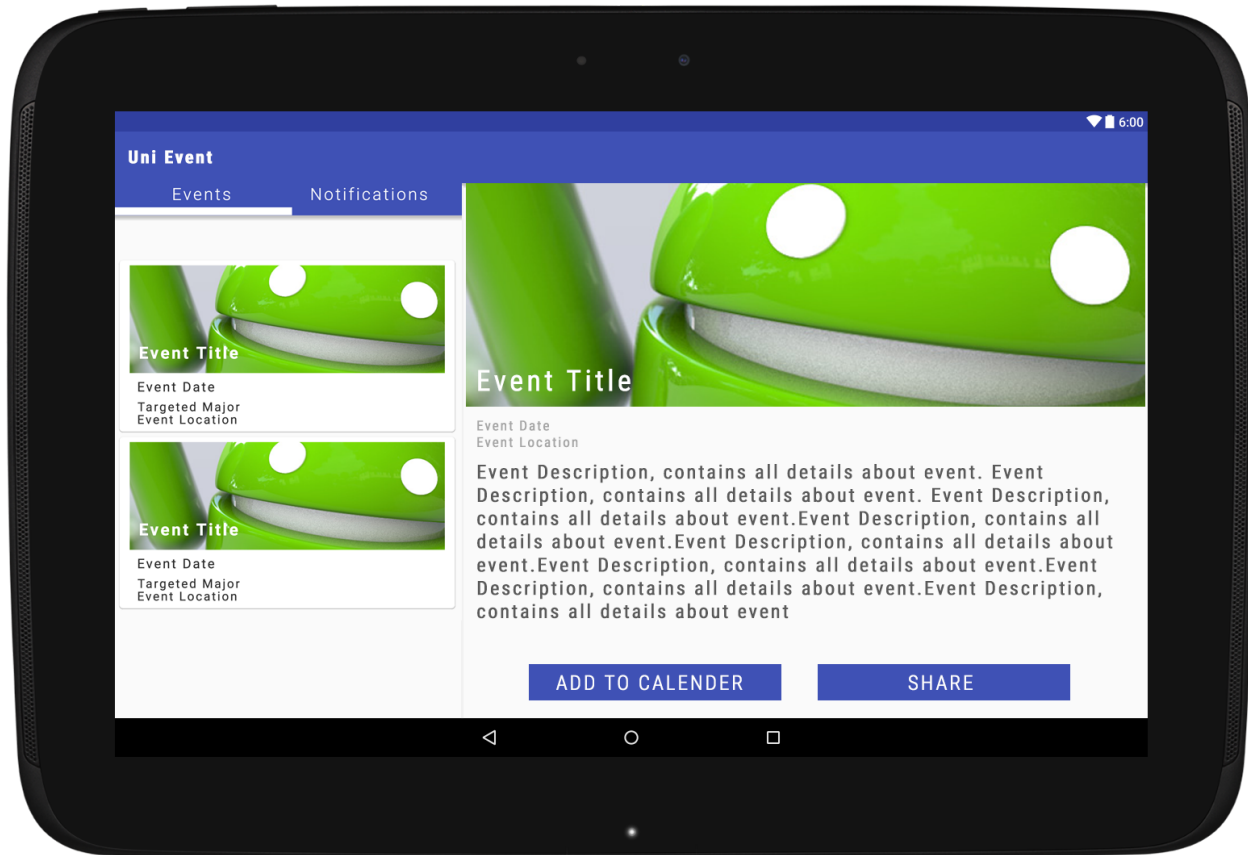 6:00
Uni Event
Events
Notifications
Event Title
Event Date
Targeted Major
Event Location
Event Title
Event Date
Targeted Major
Event Location
Event Title
Event Date
Event Location
Event Description, contains all details about event. Event
Description, contains all details about event. Event Description,
contains all details about event.Event Description, contains all
details about event.Event Description, contains all details about
event.Event Description, contains all details about event.Event
Description, contains all details about event.Event Description,
contains all details about event
ADD TO CALENDER
SHARE